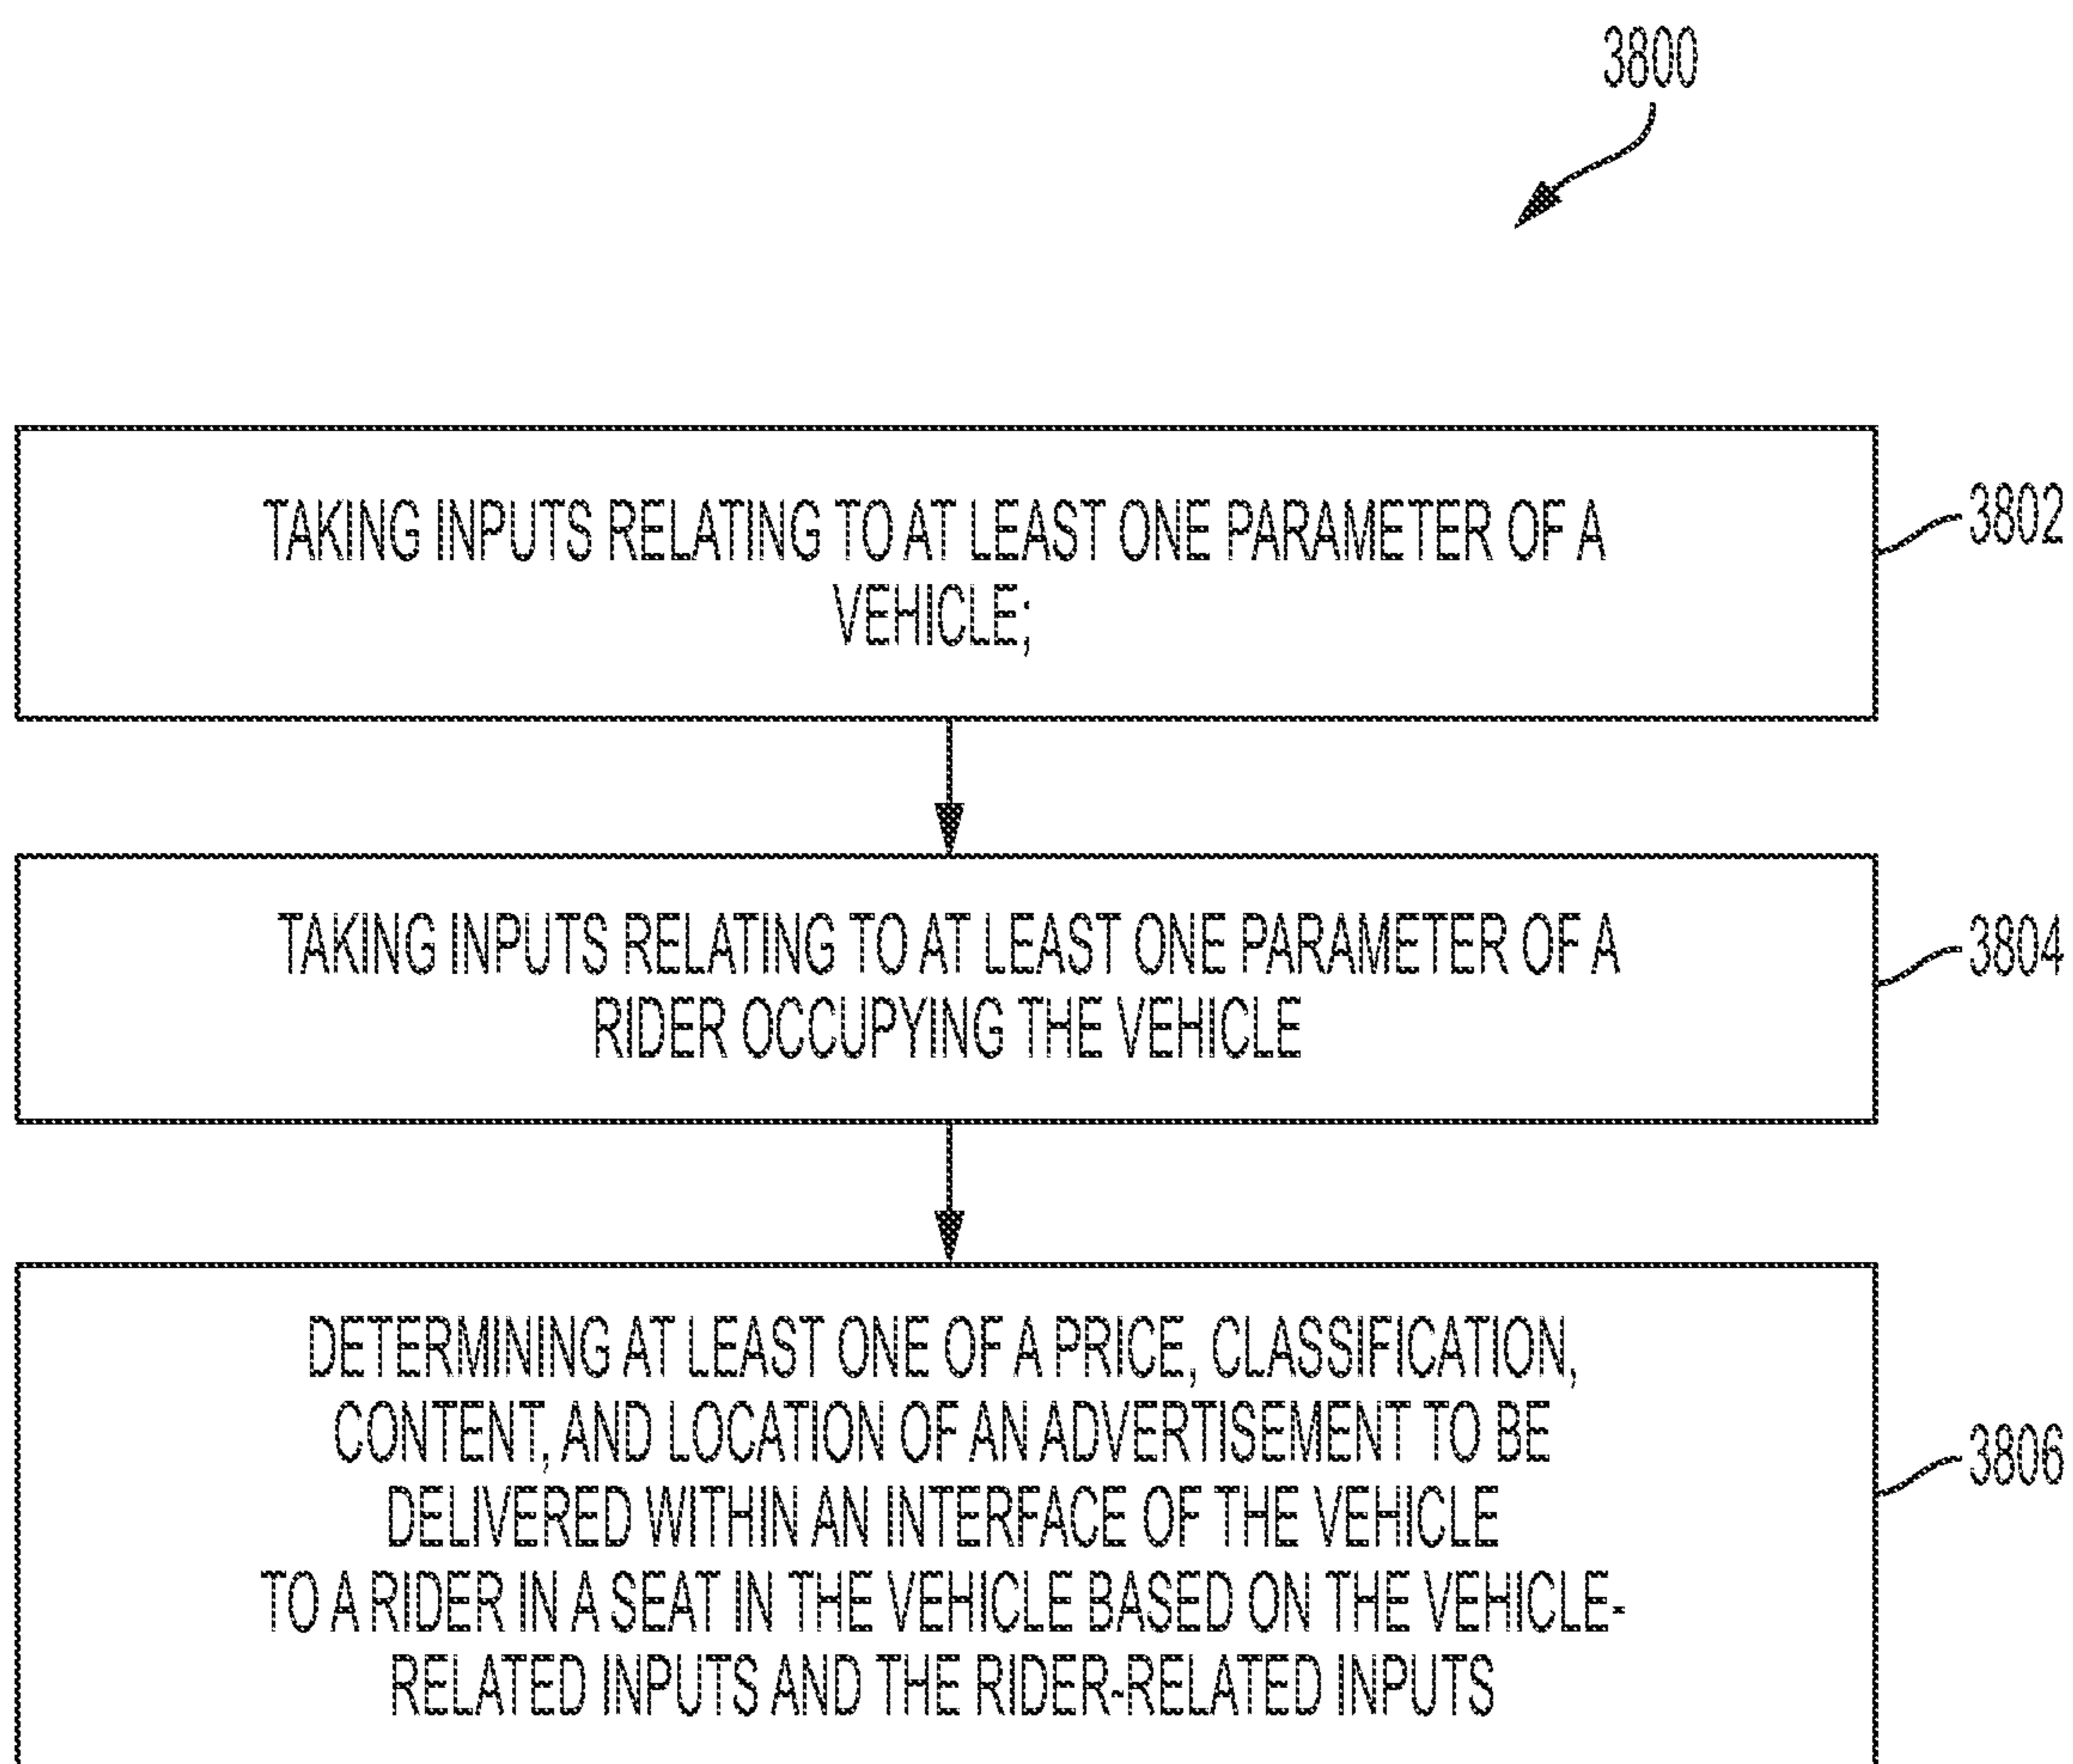 3800
TAKING INPUTS RELATING TO AT LEAST ONE PARAMETER OF A
VEHICLE;
3802
TAKING INPUTS RELATING TO AT LEAST ONE PARAMETER OF A
RIDER OCCUPYING THE VEHICLE
3804
DETERMINING AT LEAST ONE OF A PRICE, CLASSIFICATION,
CONTENT, AND LOCATION OF AN ADVERTISEMENT TO BE
DELIVERED WITHIN AN INTERFACE OF THE VEHICLE
TO A RIDER IN A SEAT IN THE VEHICLE BASED ON THE VEHICLE-
RELATED INPUTS AND THE RIDER-RELATED INPUTS
3806